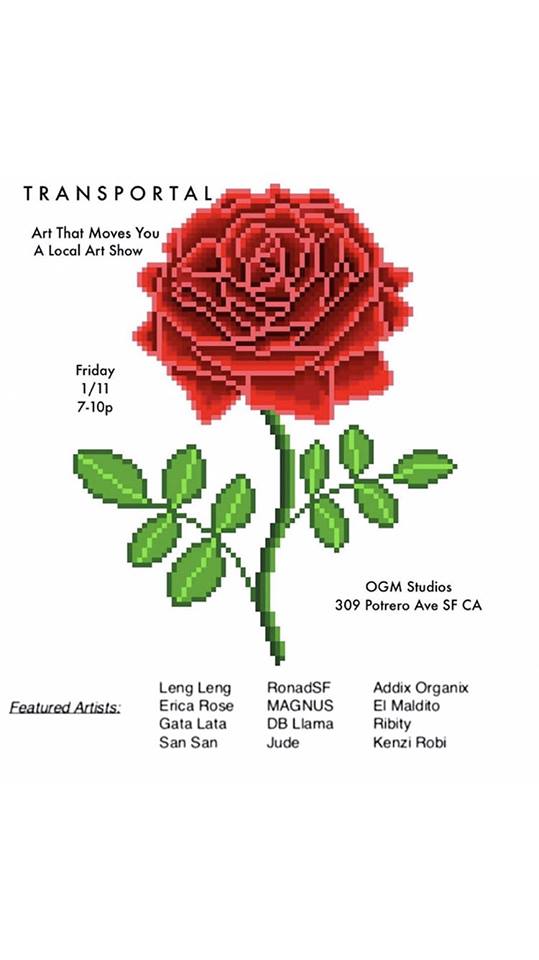 TRANSPORTAL
Art That Moves You
A Local Art Show
Friday
1/11
7-10p
OGM Studios
309 Potrero Ave SF CA
Featured Artists:
Leng Leng RonadSF Addix Organix
Erica Rose MAGNUS El Maldito
Gata Lata DB Llama Ribity
San San Jude Kenzi Robi